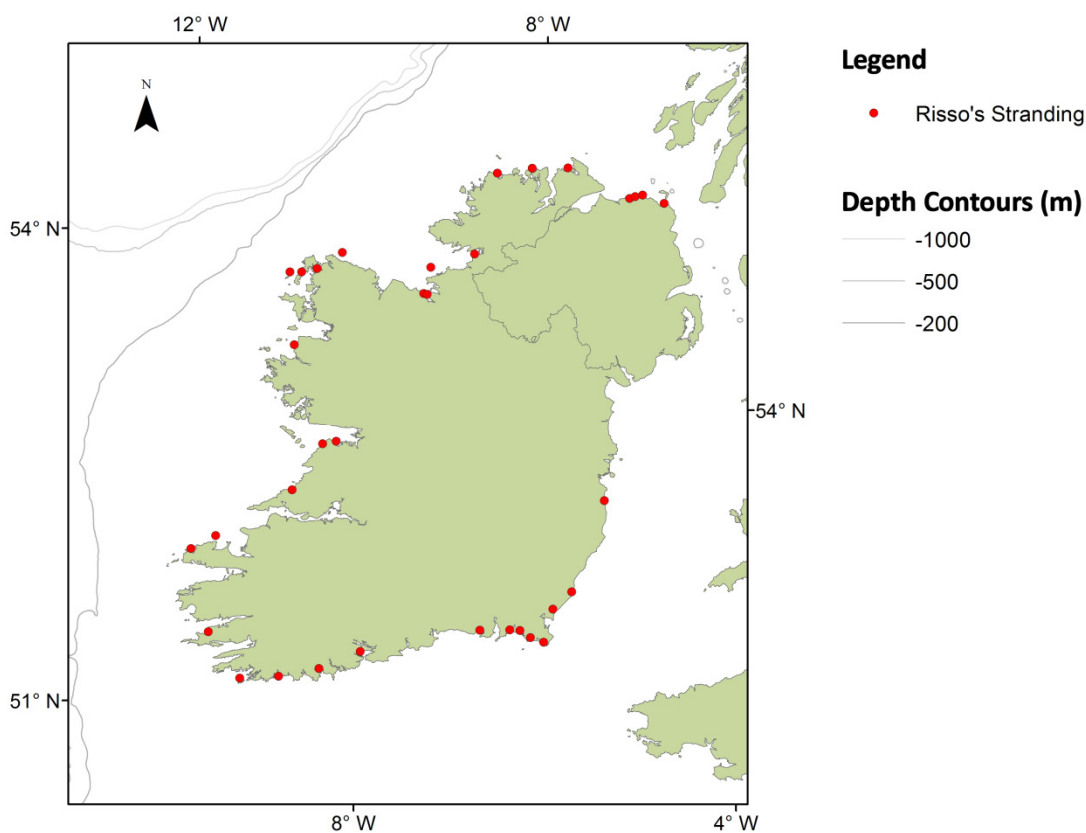 12° W
8° W
N
54° N
54° N
51° N
8° W
4° W
Legend
Risso's Stranding
Depth Contours (m)
-1000
-500
-200